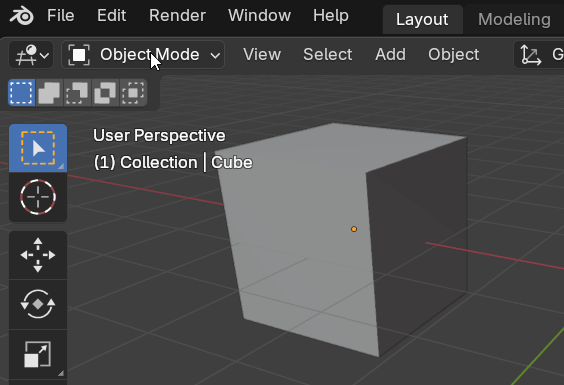 File Edit Render Window Help Layout Modeling
Object Mode View Select Add Object G
User Perspective
(1) Collection | Cube